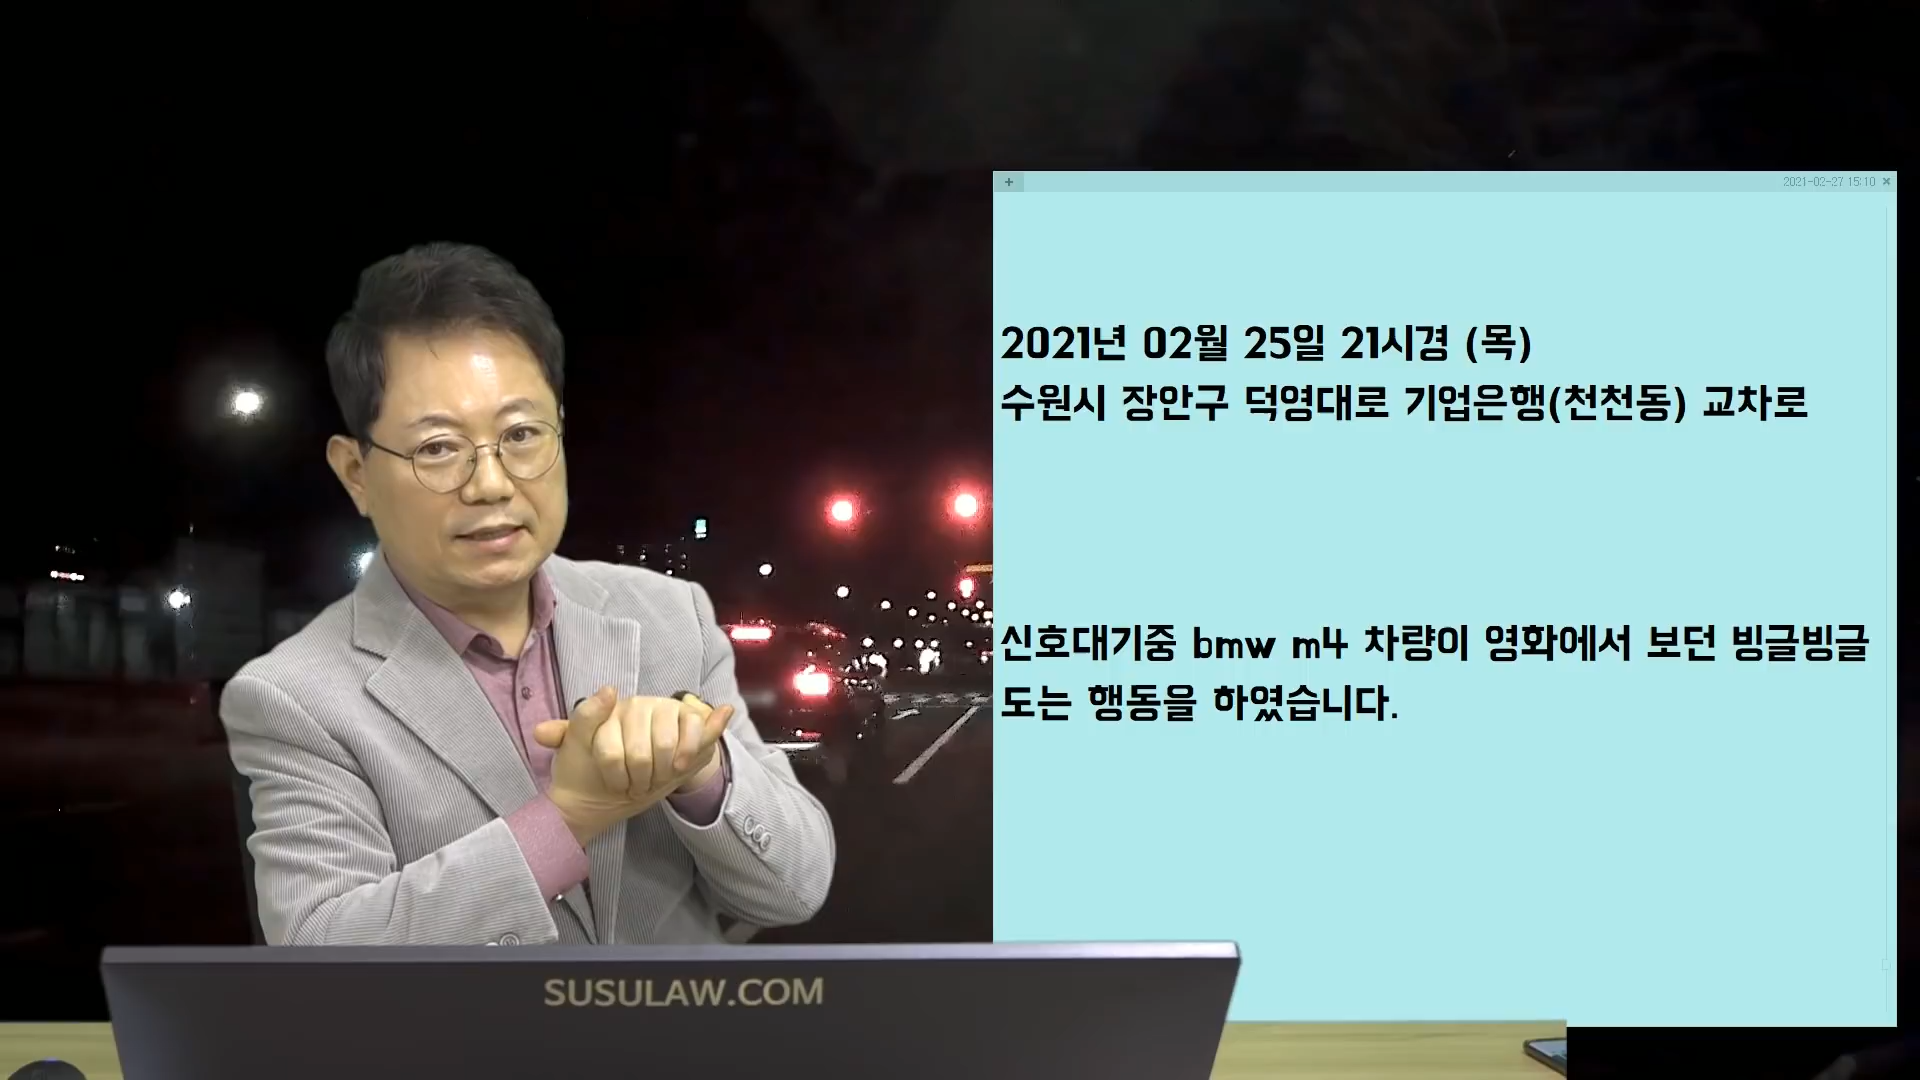 + 2021-02-27 15:10 ×
2021년 02월 25일 21시경 (목)
수원시 장안구 덕영대로 기업은행(천천동) 교차로
신호대기중 bmw m4 차량이 영화에서 보던 빙글빙글
도는 행동을 하였습니다.
SUSULAW.COM